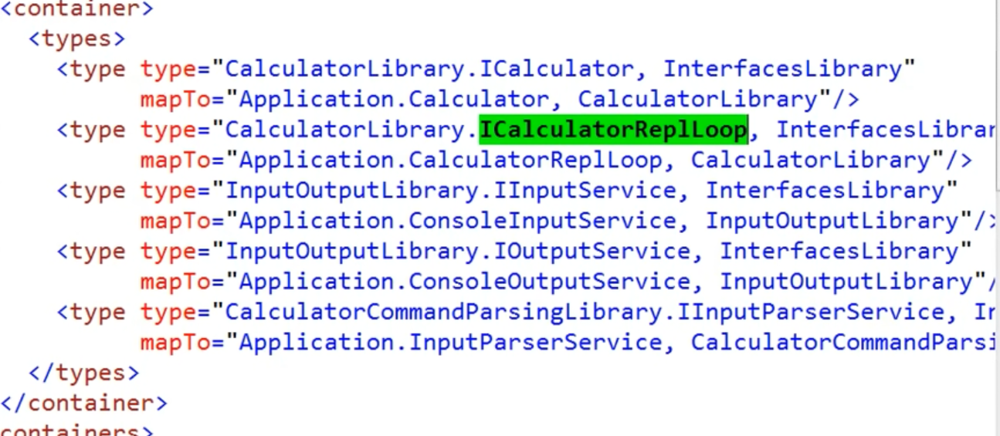 <container>
<types>
<type type="CalculatorLibrary.ICalculator, InterfacesLibrary"
mapTo="Application.Calculator, CalculatorLibrary"/>
<type type="CalculatorLibrary.ICalculatorReplLoop, InterfacesLibrar
mapTo="Application.CalculatorReplLoop, CalculatorLibrary"/>
<type type="InputOutputLibrary.IInputService, InterfacesLibrary"
mapTo="Application.ConsoleInputService, InputOutputLibrary"/>
<type type="InputOutputLibrary.IOutputService, InterfacesLibrary"
mapTo="Application.ConsoleOutputService, InputOutputLibrary"/
<type type="CalculatorCommandParsingLibrary.IInputParserService, In
mapTo="Application.InputParserService, CalculatorCommandParsi
</types>
</container>
containers>